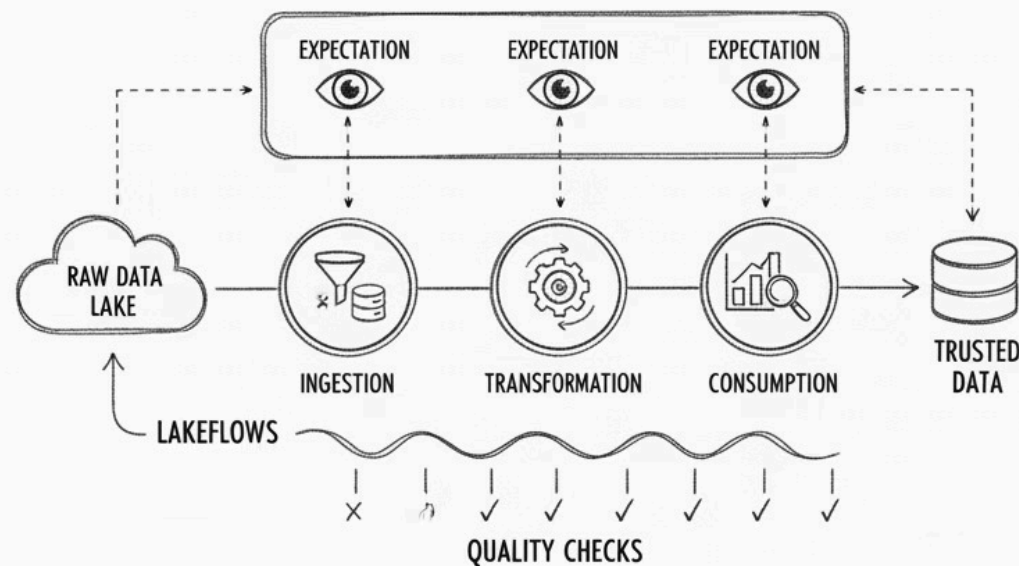 EXPECTATION EXPECTATION EXPECTATION
RAW DATA
LAKE
INGESTION TRANSFORMATION CONSUMPTION
TRUSTED
DATA
LAKEFLOWS
QUALITY CHECKS